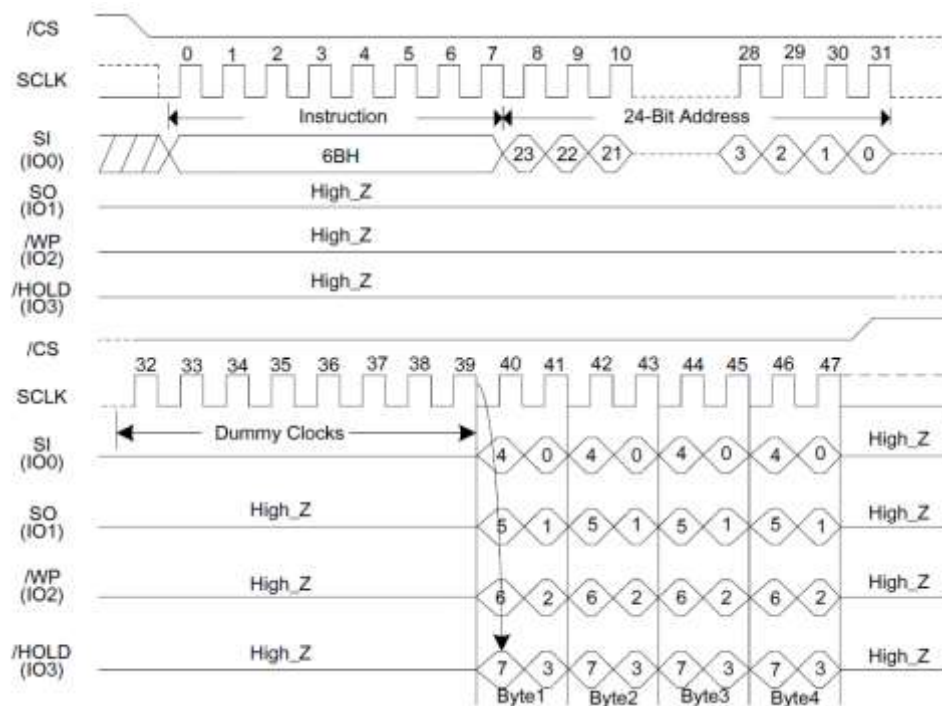 /CS
0 1 2 3 4 5 6 7 8 9 10 28 29 30 31
SCLK
Instruction 24-Bit Address
SI
(IO0) 6BH 23 22 21 3 2 1 0
SO High_Z
(IO1)
/WP High_Z
(IO2)
/HOLD High_Z
(IO3)
/CS
32 33 34 35 36 37 38 39 40 41 42 43 44 45 46 47
SCLK
Dummy Clocks
SI High_Z
(IO0) 4 0 4 0 4 0 4 0
SO High_Z High_Z
(IO1) 5 1 5 1 5 1 5 1
/WP High_Z High_Z
(IO2) 6 2 6 2 6 2 6 2
/HOLD High_Z High_Z
(IO3) 7 3 7 3 7 3 7 3
Byte1 Byte2 Byte3 Byte4